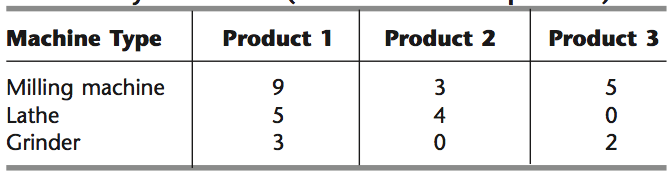 Machine Type Product 1 Product 2 Product 3
Milling machine 9 3 5
Lathe 5 4 0
Grinder 3 0 2